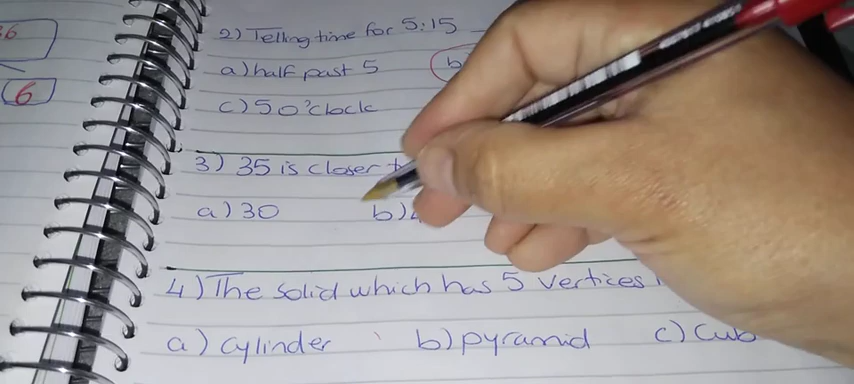 6
2) Telling time for 5:15
a) half past 5 b
c) 5 o'clock
3) 35 is closer
a) 30 b)
4) The solid which has 5 vertices
a) cylinder b) pyramid c) cub